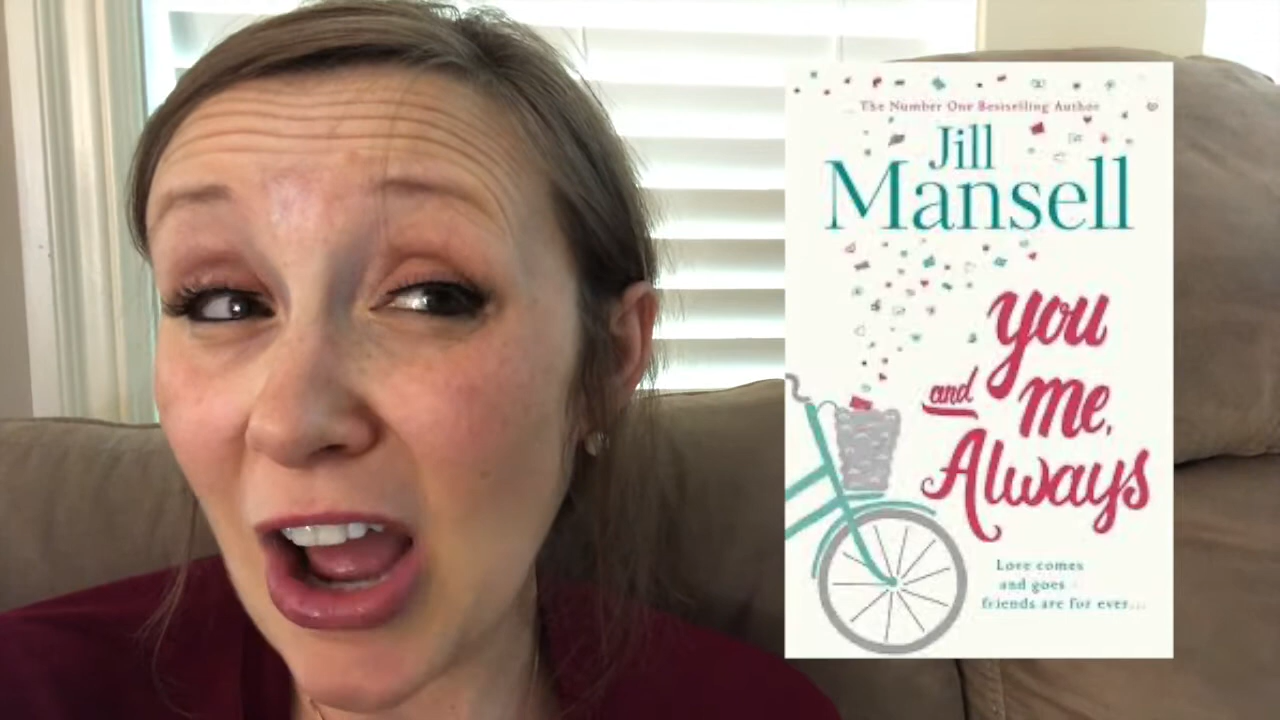 The Number One Bestselling Author
Jill
Mansell
you
and me,
Always
Love comes
and goes
friends are for ever...